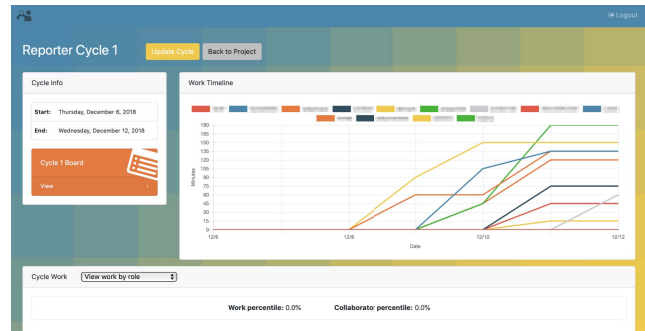 Logout
Reporter Cycle 1
Update Cycle
Back to Project
Cycle Info
Start: Thursday, December 6, 2018
End: Wednesday, December 12, 2018
Cycle 1 Board
View
Work Timeline
180
165
150
135
120
105
90
75
60
45
30
15
0
Minutes
12/6
12/8
12/10
12/12
Date
Cycle Work
View work by role
Work percentile: 0.0% Collaborator percentile: 0.0%